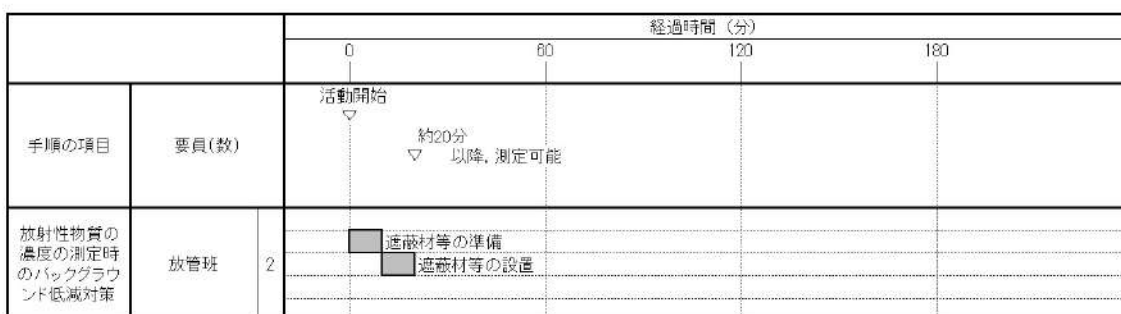 経過時間（分）
0 60 120 180
手順の項目 要員(数)
活動開始
▽
約20分
▽ 以降, 測定可能
放射性物質の
濃度の測定時
のバックグラウ
ンド低減対策
放管班 2
遮蔽材等の準備
遮蔽材等の設置